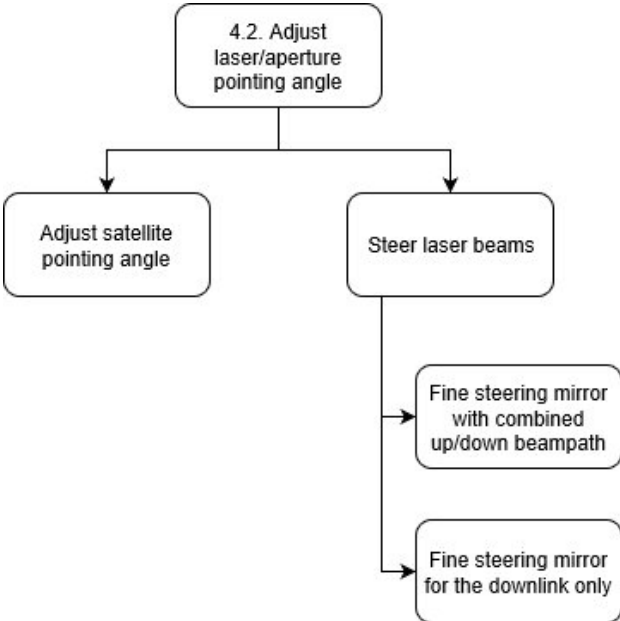 4.2. Adjust
laser/aperture
pointing angle
Adjust satellite
pointing angle
Steer laser beams
Fine steering mirror
with combined
up/down beampath
Fine steering mirror
for the downlink only